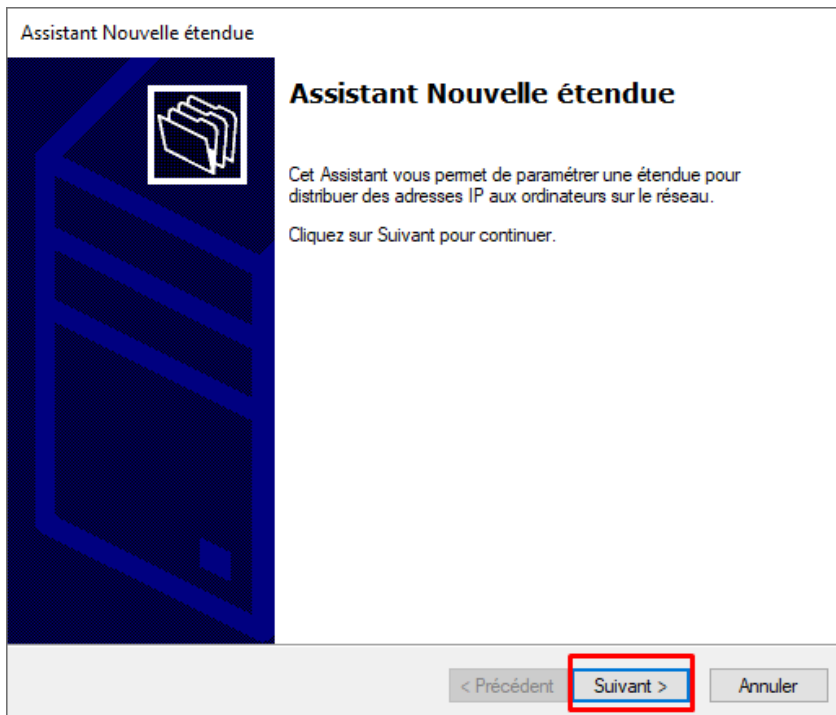 Assistant Nouvelle étendue
Assistant Nouvelle étendue
Cet Assistant vous permet de paramétrer une étendue pour
distribuer des adresses IP aux ordinateurs sur le réseau.
Cliquez sur Suivant pour continuer.
< Précédent Suivant > Annuler